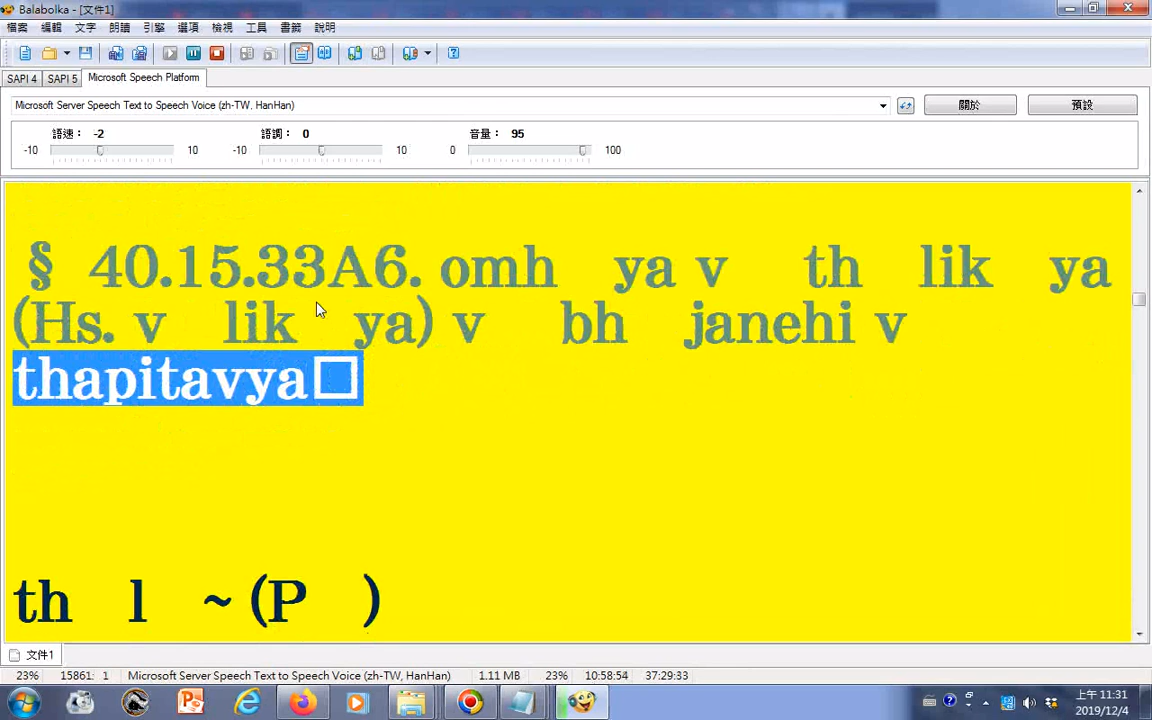 Balabolka - [文件1]
檔案 編輯 文字 朗讀 引擎 選項 檢視 工具 書籤 說明
SAPI 4 SAPI 5 Microsoft Speech Platform
Microsoft Server Speech Text to Speech Voice (zh-TW, HanHan) 關於 預設
語速： -2 語調： 0 音量： 95
-10 10 -10 10 0 100
§ 40.15.33A6. omh ya v th lik ya
(Hs. v lik ya) v bh janehi v
thapitavya□
th l ~ (P )
文件1
23% 15861: 1 Microsoft Server Speech Text to Speech Voice (zh-TW, HanHan) 1.11 MB 23% 10:58:54 37:29:33
上午 11:31
2019/12/4